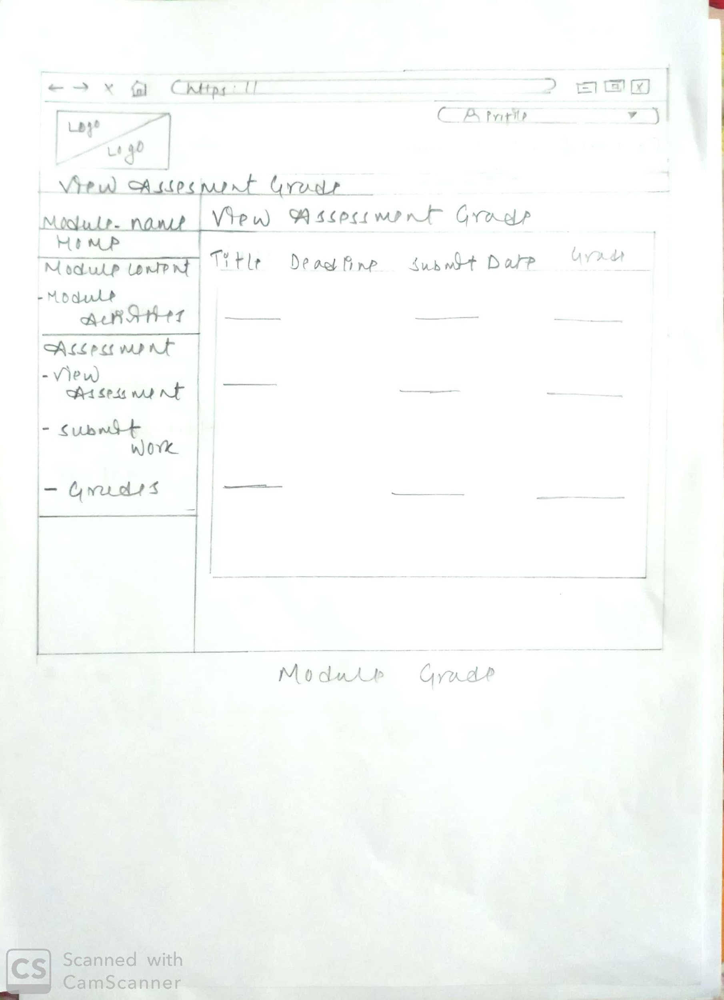 https://
Profile
Logo
Logo
View Assesment Grade
Module name
View Assessment Grade
Home
Title Deadline Submit Date Grade
Module content
- Module
Activities
Assessment
- View
Assessment
- Submit
Work
- Grades
Module Grade
CS Scanned with
CamScanner